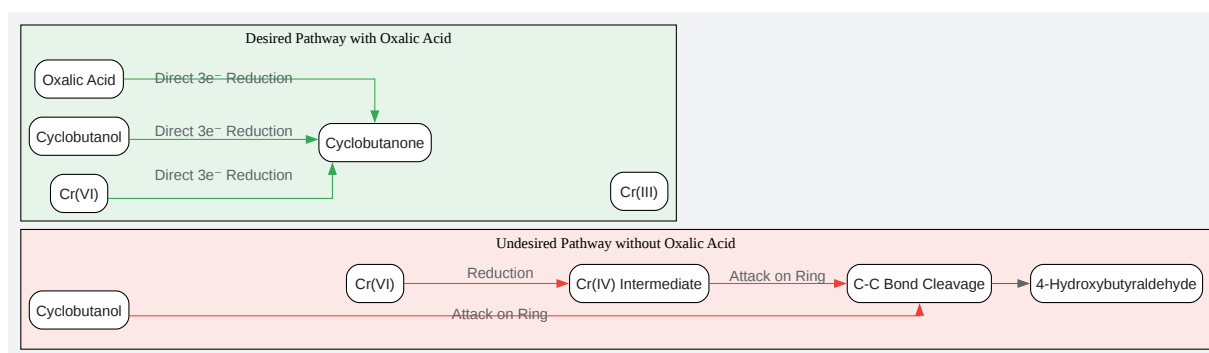 Desired Pathway with Oxalic Acid
Oxalic Acid
Direct 3e⁻ Reduction
Cyclobutanol
Direct 3e⁻ Reduction
Cyclobutanone
Direct 3e⁻ Reduction
Cr(VI)
Cr(III)
Undesired Pathway without Oxalic Acid
Cr(VI)
Reduction
Cr(IV) Intermediate
Attack on Ring
C-C Bond Cleavage
4-Hydroxybutyraldehyde
Cyclobutanol
Attack on Ring